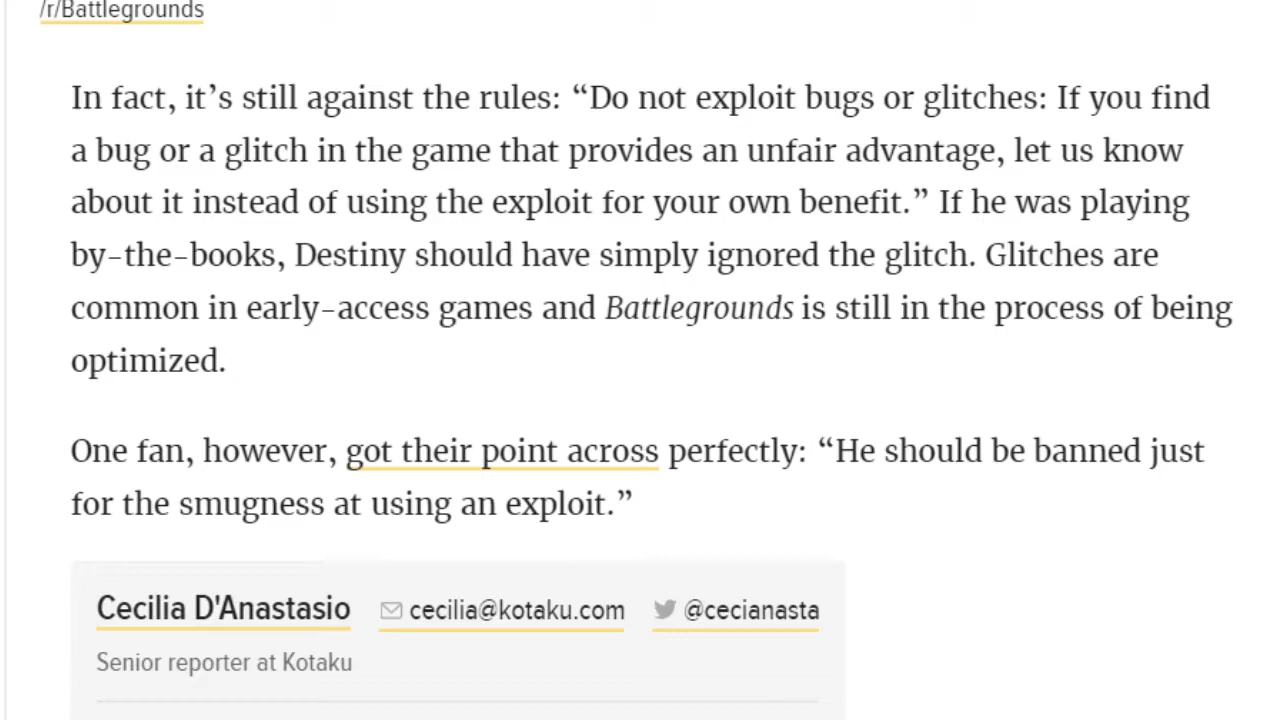 /r/Battlegrounds
In fact, it’s still against the rules: “Do not exploit bugs or glitches: If you find
a bug or a glitch in the game that provides an unfair advantage, let us know
about it instead of using the exploit for your own benefit.” If he was playing
by-the-books, Destiny should have simply ignored the glitch. Glitches are
common in early-access games and Battlegrounds is still in the process of being
optimized.
One fan, however, got their point across perfectly: “He should be banned just
for the smugness at using an exploit.”
Cecilia D'Anastasio cecilia@kotaku.com @cecianasta
Senior reporter at Kotaku